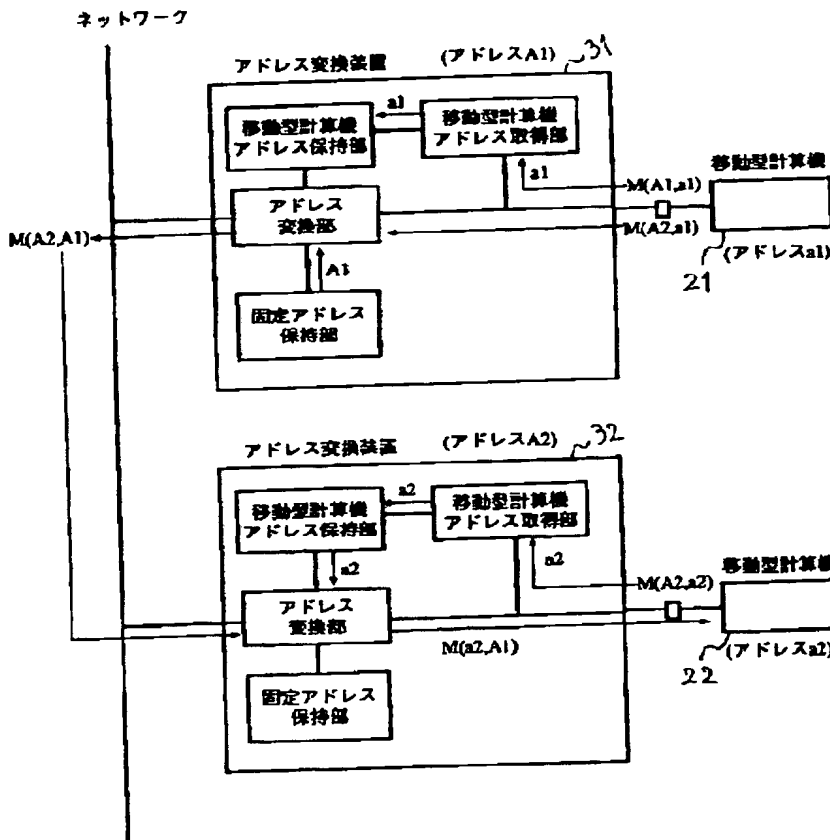 ネットワーク
アドレス変換装置
(アドレスA1)
31
移動型計算機
アドレス保持部
a1
移動型計算機
アドレス取得部
a1
M(A1,a1)
移動型計算機
アドレス
変換部
M(A2,a1)
M(A2,A1)
21
(アドレスa1)
A1
固定アドレス
保持部
アドレス変換装置
(アドレスA2)
32
移動型計算機
アドレス保持部
a2
移動型計算機
アドレス取得部
a2
a2
M(A2,a2)
移動型計算機
アドレス
変換部
M(a2,A1)
22
(アドレスa2)
固定アドレス
保持部